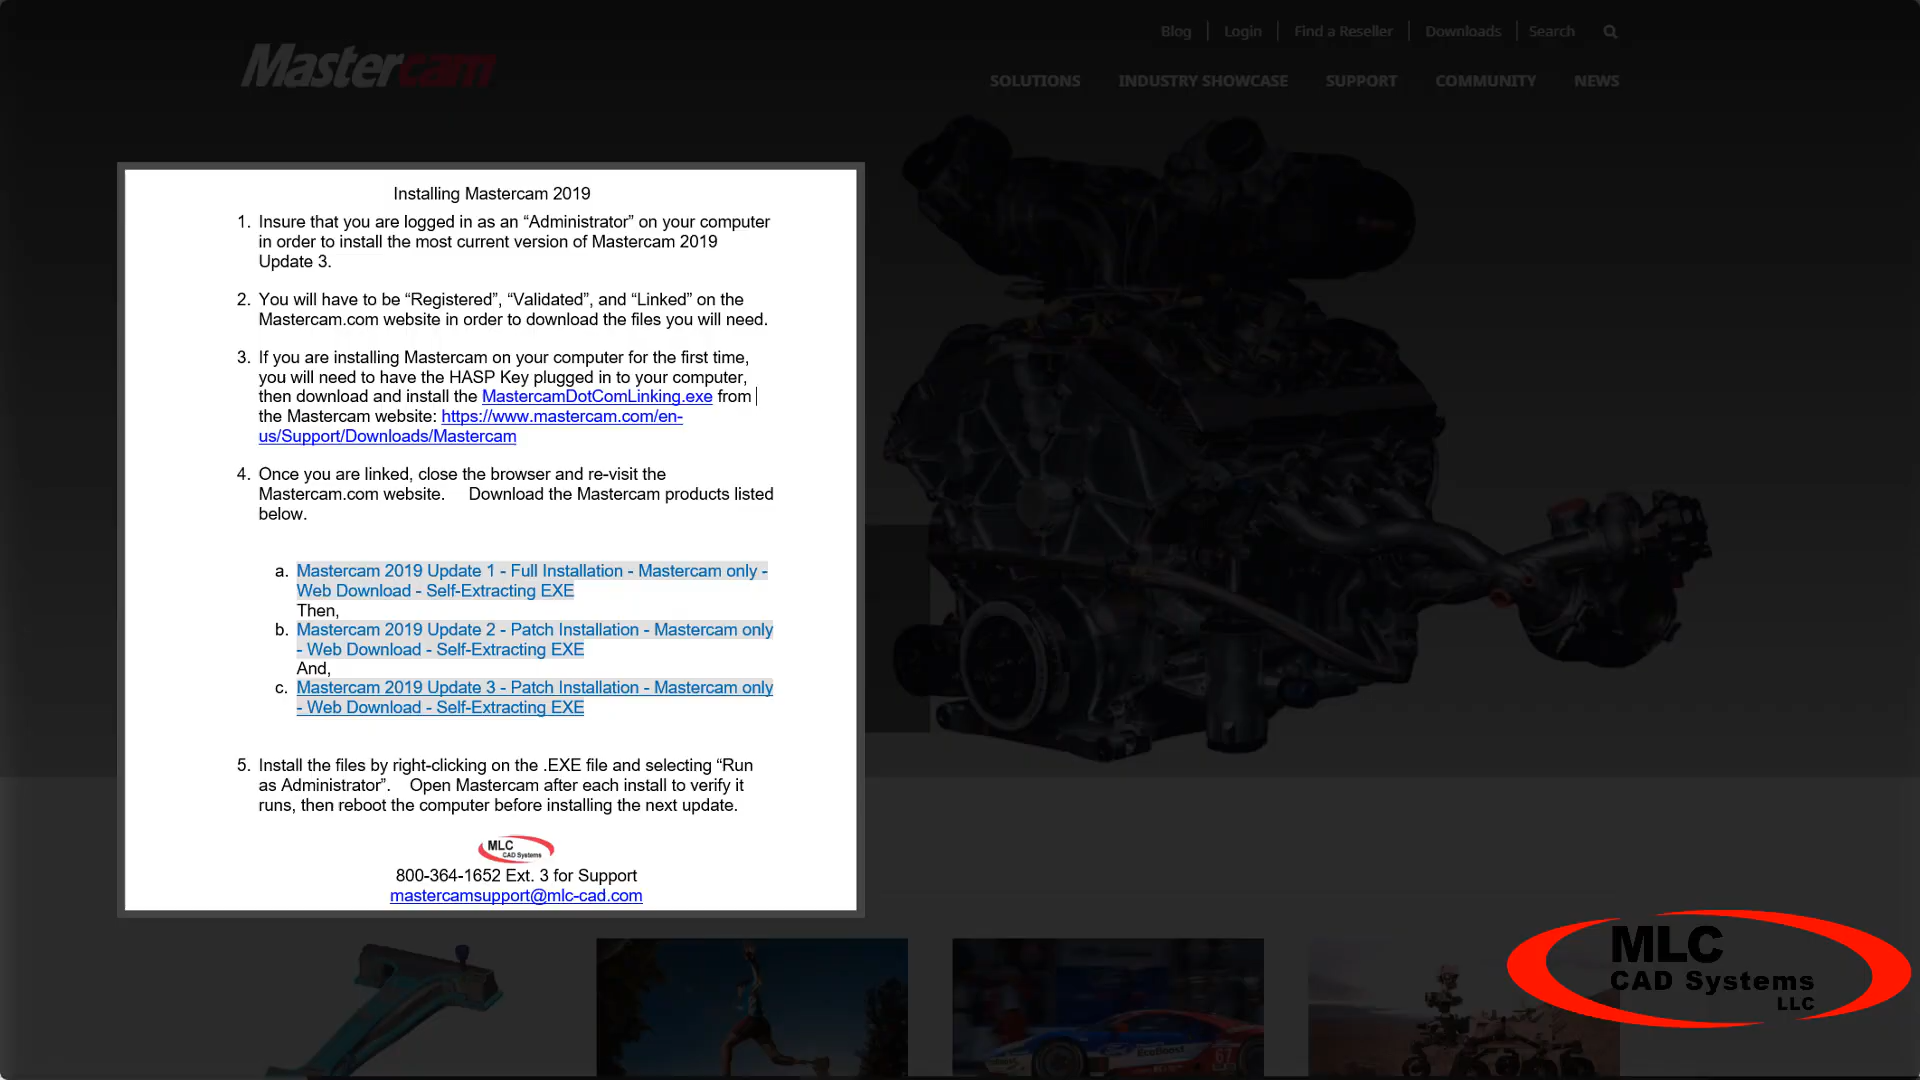 Blog
Login
Find a Reseller
Downloads
Search
Mastercam
SOLUTIONS
INDUSTRY SHOWCASE
SUPPORT
COMMUNITY
NEWS
Installing Mastercam 2019
1. Insure that you are logged in as an “Administrator” on your computer
in order to install the most current version of Mastercam 2019
Update 3.
2. You will have to be “Registered”, “Validated”, and “Linked” on the
Mastercam.com website in order to download the files you will need.
3. If you are installing Mastercam on your computer for the first time,
you will need to have the HASP Key plugged in to your computer,
then download and install the MastercamDotComLinking.exe from
the Mastercam website: https://www.mastercam.com/en-
us/Support/Downloads/Mastercam
4. Once you are linked, close the browser and re-visit the
Mastercam.com website. Download the Mastercam products listed
below.
a. Mastercam 2019 Update 1 - Full Installation - Mastercam only -
Web Download - Self-Extracting EXE
Then,
b. Mastercam 2019 Update 2 - Patch Installation - Mastercam only
- Web Download - Self-Extracting EXE
And,
c. Mastercam 2019 Update 3 - Patch Installation - Mastercam only
- Web Download - Self-Extracting EXE
5. Install the files by right-clicking on the .EXE file and selecting “Run
as Administrator”. Open Mastercam after each install to verify it
runs, then reboot the computer before installing the next update.
MLC
CAD Systems
800-364-1652 Ext. 3 for Support
mastercamsupport@mlc-cad.com
EcoBoost
67
MLC
CAD Systems
LLC